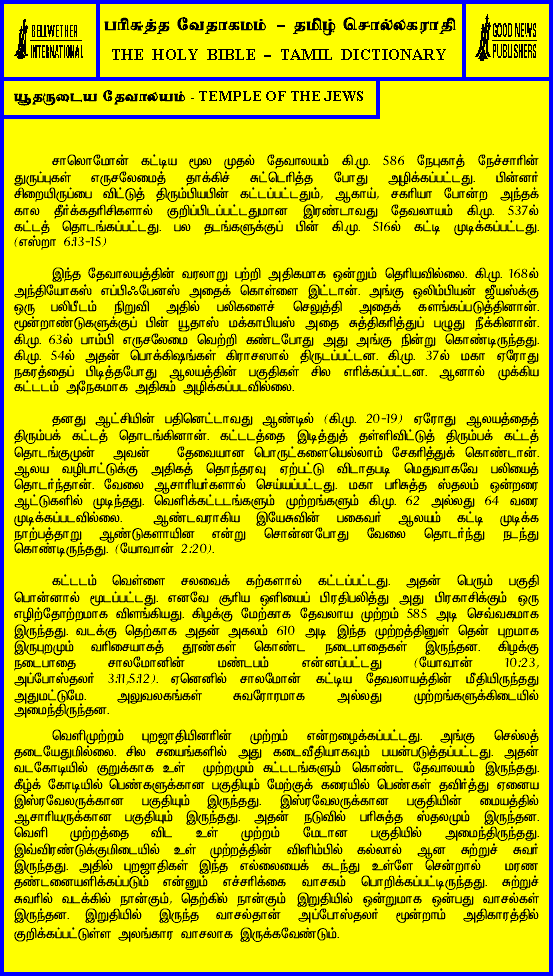 BELLWETHER
INTERNATIONAL
பரிசுத்த வேதாகமம் – தமிழ் சொல்லகராதி
THE HOLY BIBLE – TAMIL DICTIONARY
GOOD NEWS
PUBLISHERS
யூதருடைய தேவாலயம் - TEMPLE OF THE JEWS
சாலொமோன் கட்டிய மூல முதல் தேவாலயம் கி.மு. 586 நேபுகாத் நேச்சாரின்
துருப்புகள் எருசலேமைத் தாக்கிச் சுட்டெரித்த போது அழிக்கப்பட்டது. பின்னர்
சிறையிருப்பை விட்டுத் திரும்பியபின் கட்டப்பட்டதும், ஆகாய், சகரியா போன்ற அந்தக்
கால தீர்க்கதரிசிகளால் குறிப்பிடப்பட்டதுமான இரண்டாவது தேவலாயம் கி.மு. 537ல்
கட்டத் தொடங்கப்பட்டது. பல தடங்களுக்குப் பின் கி.மு. 516ல் கட்டி முடிக்கப்பட்டது.
(எஸ்றா 6:13-15)
இந்த தேவாலயத்தின் வரலாறு பற்றி அதிகமாக ஒன்றும் தெரியவில்லை. கி.மு. 168ல்
அந்தியோகஸ் எப்பிஃபேனஸ் அதைக் கொள்ளை இட்டான். அங்கு ஒலிம்பியன் ஜீயஸ்க்கு
ஒரு பலிபீடம் நிறுவி அதில் பலிகளைச் செலுத்தி அதைக் களங்கப்படுத்தினான்.
மூன்றாண்டுகளுக்குப் பின் யூதாஸ் மக்காபியஸ் அதை சுத்திகரித்துப் பழுது நீக்கினான்.
கி.மு. 63ல் பாம்பி எருசலேமை வெற்றி கண்டபோது அது அங்கு நின்று கொண்டிருந்தது.
கி.மு. 54ல் அதன் பொக்கிஷங்கள் கிராசஸால் திருடப்பட்டன. கி.மு. 37ல் மகா ஏரோது
நகரத்தைப் பிடித்தபோது ஆலயத்தின் பகுதிகள் சில எரிக்கப்பட்டன. ஆனால் முக்கிய
கட்டடம் அநேகமாக அதிகம் அழிக்கப்படவில்லை.
தனது ஆட்சியின் பதினெட்டாவது ஆண்டில் (கி.மு. 20-19) ஏரோது ஆலயத்தைத்
திரும்பக் கட்டத் தொடங்கினான். கட்டடத்தை இடித்துத் தள்ளிவிட்டுத் திரும்பக் கட்டத்
தொடங்குமுன் அவன் தேவையான பொருட்களையெல்லாம் சேகரித்துக் கொண்டான்.
ஆலய வழிபாட்டுக்கு அதிகத் தொந்தரவு ஏற்பட்டு விடாதபடி மெதுவாகவே பலியைத்
தொடர்ந்தான். வேலை ஆசாரியர்களால் செய்யப்பட்டது. மகா பரிசுத்த ஸ்தலம் ஒன்றரை
ஆட்டுகளில் முடிந்தது. வெளிக்கட்டடங்களும் முற்றங்களும் கி.மு. 62 அல்லது 64 வரை
முடிக்கப்படவில்லை. ஆண்டவராகிய இயேசுவின் பகைவர் ஆலயம் கட்டி முடிக்க
நாற்பத்தாறு ஆண்டுகளாயின என்று சொன்னபோது வேலை தொடர்ந்து நடந்து
கொண்டிருந்தது. (யோவான் 2:20).
கட்டடம் வெள்ளை சலவைக் கற்களால் கட்டப்பட்டது. அதன் பெரும் பகுதி
பொன்னால் மூடப்பட்டது. எனவே சூரிய ஒளியைப் பிரதிபலித்து அது பிரகாசிக்கும் ஒரு
எழிற்தோற்றமாக விளங்கியது. கிழக்கு மேற்காக தேவலாய முற்றம் 585 அடி செவ்வகமாக
இருந்தது. வடக்கு தெற்காக அதன் அகலம் 610 அடி இந்த முற்றத்தினுள் தென் புறமாக
இருபுறமும் வரிசையாகத் தூண்கள் கொண்ட நடைபாதைகள் இருந்தன. கிழக்கு
நடைபாதை சாலமோனின் மண்டபம் என்னப்பட்டது (யோவான் 10:23,
அப்போஸ்தலர் 3:11,5:12). ஏனெனில் சாலமோன் கட்டிய தேவலாயத்தின் மீதியிருந்தது
அதுமட்டுமே. அலுவலகங்கள் சுவரோரமாக அல்லது முற்றங்களுக்கிடையில்
அமைந்திருந்தன.
வெளிமுற்றம் புறஜாதியினரின் முற்றம் என்றழைக்கப்பட்டது. அங்கு செல்லத்
தடையேதுமில்லை. சில சமயங்களில் அது கடைவீதியாகவும் பயன்படுத்தப்பட்டது. அதன்
வடகோடியில் குறுக்காக உள் முற்றமும் கட்டடங்களும் கொண்ட தேவாலயம் இருந்தது.
கீழ்க் கோடியில் பெண்களுக்கான பகுதியும் மேற்குக் கரையில் பெண்கள் தவிர்த்து ஏனைய
இஸ்ரவேலருக்கான பகுதியும் இருந்தது. இஸ்ரவேலருக்கான பகுதியின் மையத்தில்
ஆசாரியருக்கான பகுதியும் இருந்தது. அதன் நடுவில் பரிசுத்த ஸ்தலமும் இருந்தன.
வெளி முற்றத்தை விட உள் முற்றம் மேடான பகுதியில் அமைந்திருந்தது.
இவ்விரண்டுக்குமிடையில் உள் முற்றத்தின் விளிம்பில் கல்லால் ஆன சுற்றுச் சுவர்
இருந்தது. அதில் புறஜாதிகள் இந்த எல்லையைக் கடந்து உள்ளே சென்றால் மரண
தண்டனையளிக்கப்படும் என்னும் எச்சரிக்கை வாசகம் பொறிக்கப்பட்டிருந்தது. சுற்றுச்
சுவரில் வடக்கில் நான்கும், தெற்கில் நான்கும் இறுதியில் ஒன்றுமாக ஒன்பது வாசல்கள்
இருந்தன. இறுதியில் இருந்த வாசல்தான் அப்போஸ்தலர் மூன்றாம் அதிகாரத்தில்
குறிக்கப்பட்டுள்ள அலங்கார வாசலாக இருக்கவேண்டும்.